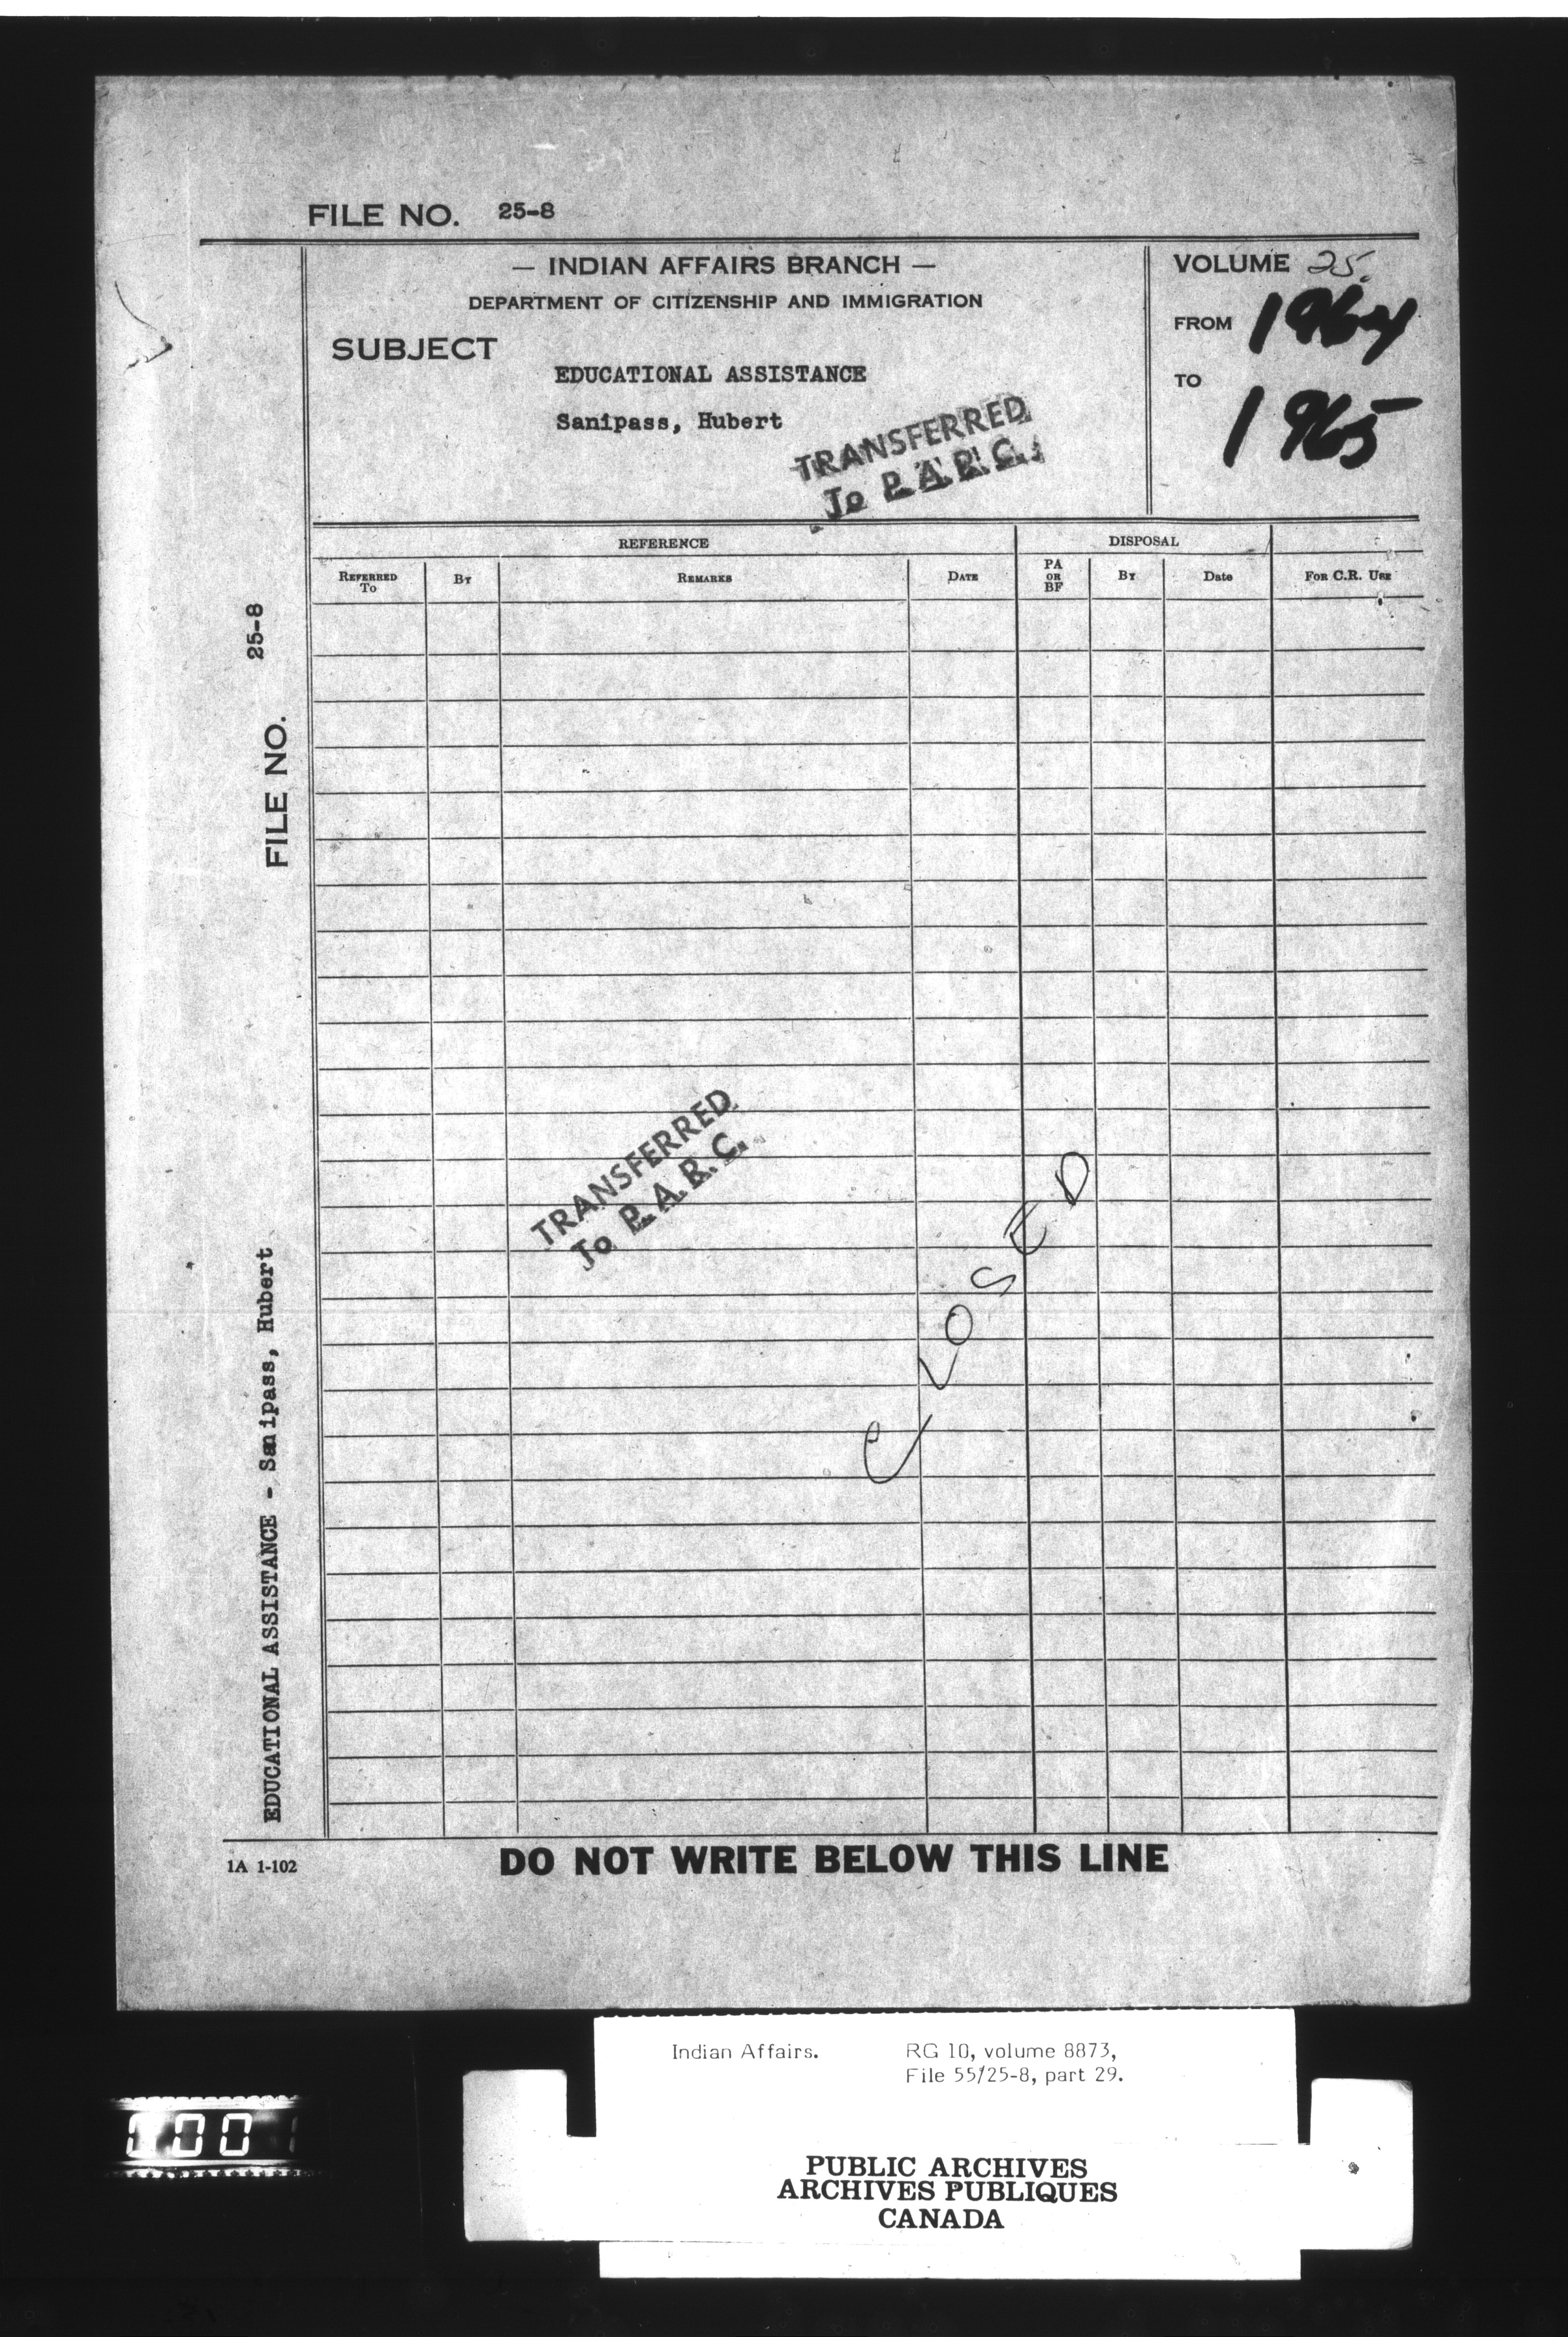 FILE NO. 25-8
— INDIAN AFFAIRS BRANCH —
DEPARTMENT OF CITIZENSHIP AND IMMIGRATION
SUBJECT
EDUCATIONAL ASSISTANCE
Sanipass, Hubert
TRANSFERRED
To P.A.R.C.
VOLUME 25.
FROM 1964
TO
1965
REFERENCE
DISPOSAL
REFERRED To
BY
REMARKS
DATE
PA OR BF
BY
Date
FOR C.R. USE
FILE NO. 25-8
EDUCATIONAL ASSISTANCE - Sanipass, Hubert
TRANSFERRED
To P.A.R.C.
CLOSED
1A 1-102
DO NOT WRITE BELOW THIS LINE
Indian Affairs. RG 10, volume 8873,
File 55/25-8, part 29.
PUBLIC ARCHIVES
ARCHIVES PUBLIQUES
CANADA